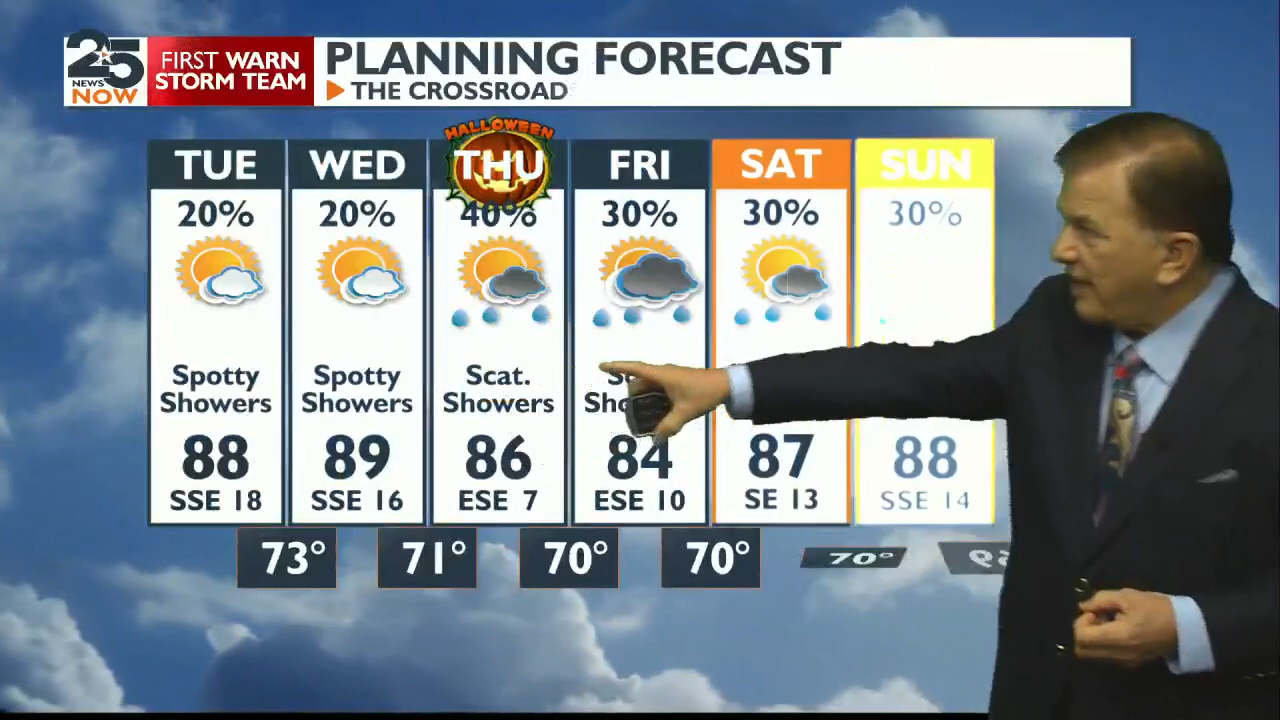 25
NEWS
NOW
FIRST WARN
STORM TEAM
PLANNING FORECAST
THE CROSSROAD
HALLOWEEN
TUE WED THU FRI SAT SUN
20% 20% 40% 30% 30% 30%
Spotty Spotty Scat.
Showers Showers Showers
88 89 86 84 87 88
SSE 18 SSE 16 ESE 7 ESE 10 SE 13 SSE 14
73° 71° 70° 70° 70°